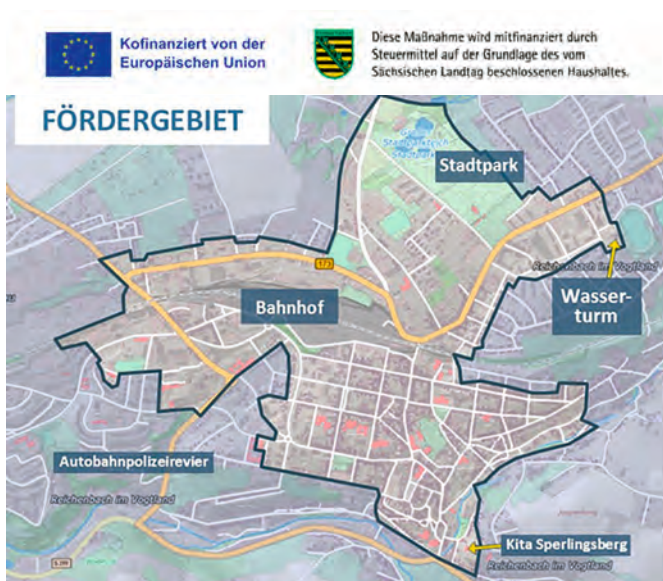 Kofinanziert von der
Europäischen Union
Diese Maßnahme wird mitfinanziert durch
Steuermittel auf der Grundlage des vom
Sächsischen Landtag beschlossenen Haushaltes.
FÖRDERGEBIET
Stadtpark
173
Reichenbach im Vogtland
Bahnhof
Wasser-
turm
Autobahnpolizeirevier
Reichenbach im Vogtland
Kita Sperlingsberg
Reichenbach im Vogtland